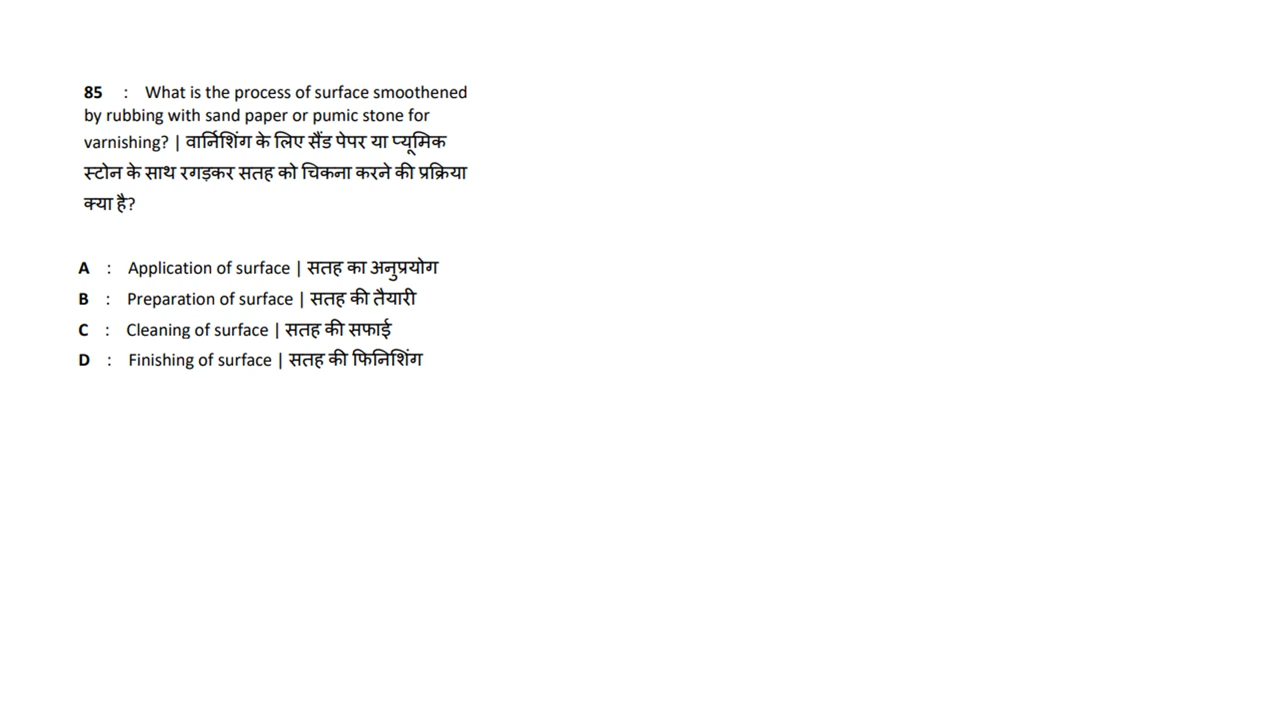 85 : What is the process of surface smoothened
by rubbing with sand paper or pumic stone for
varnishing? | वार्निशिंग के लिए सैंड पेपर या प्यूमिक
स्टोन के साथ रगड़कर सतह को चिकना करने की प्रक्रिया
क्या है?
A : Application of surface | सतह का अनुप्रयोग
B : Preparation of surface | सतह की तैयारी
C : Cleaning of surface | सतह की सफाई
D : Finishing of surface | सतह की फिनिशिंग